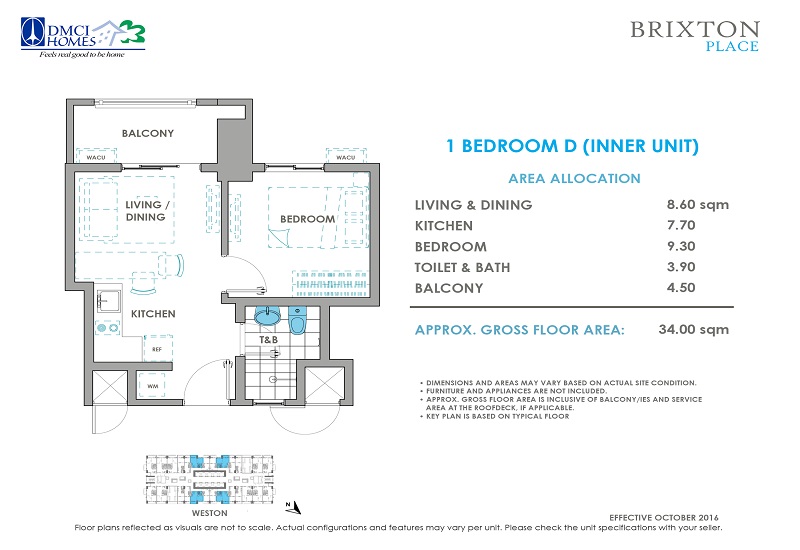 DMCI
HOMES
Feels real good to be home
BRIXTON
PLACE
BALCONY
WACU
WACU
LIVING /
DINING
BEDROOM
KITCHEN
REF
T&B
WM
1 BEDROOM D (INNER UNIT)
AREA ALLOCATION
LIVING & DINING 8.60 sqm
KITCHEN 7.70
BEDROOM 9.30
TOILET & BATH 3.90
BALCONY 4.50
APPROX. GROSS FLOOR AREA: 34.00 sqm
• DIMENSIONS AND AREAS MAY VARY BASED ON ACTUAL SITE CONDITION.
• FURNITURE AND APPLIANCES ARE NOT INCLUDED.
• APPROX. GROSS FLOOR AREA IS INCLUSIVE OF BALCONY/IES AND SERVICE
AREA AT THE ROOFDECK, IF APPLICABLE.
• KEY PLAN IS BASED ON TYPICAL FLOOR
WESTON
N
EFFECTIVE OCTOBER 2016
Floor plans reflected as visuals are not to scale. Actual configurations and features may vary per unit. Please check the unit specifications with your seller.